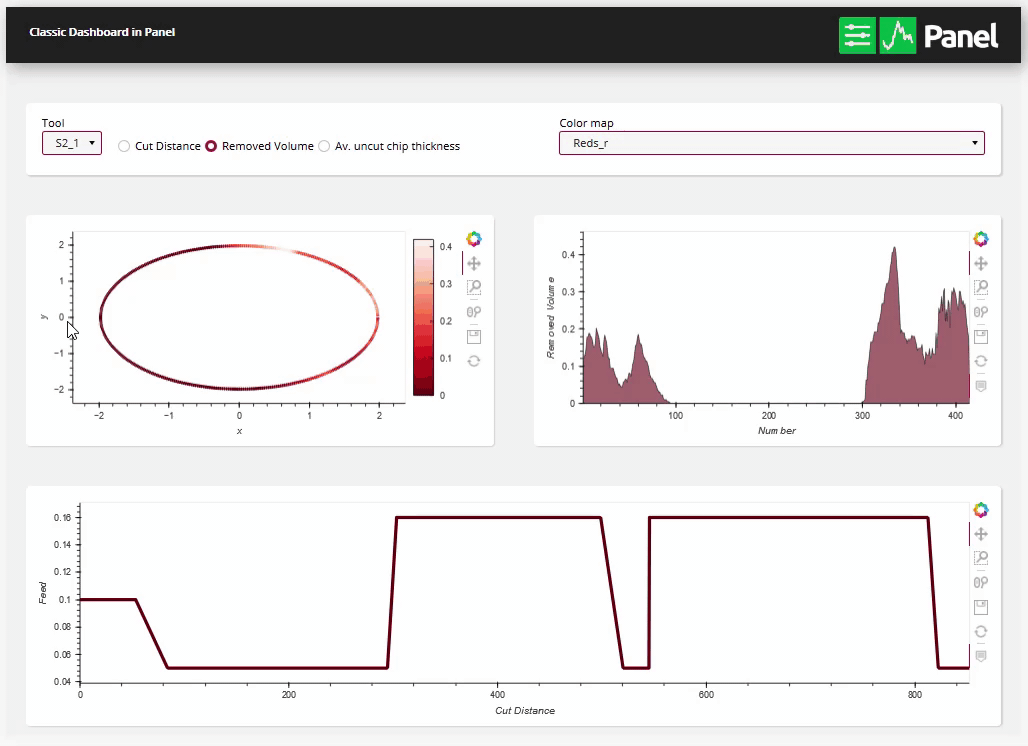 Classic Dashboard in Panel
Panel
Tool
Color map
S2_1
Cut Distance
Removed Volume
Av. uncut chip thickness
Reds_r
2
1
0
−1
−2
y
−2
−1
0
1
2
x
0.4
0.3
0.2
0.1
0
0.4
0.3
0.2
0.1
0
Removed Volume
100
200
300
400
Number
0.16
0.14
0.12
0.1
0.08
0.06
0.04
Feed
0
200
400
600
800
Cut Distance